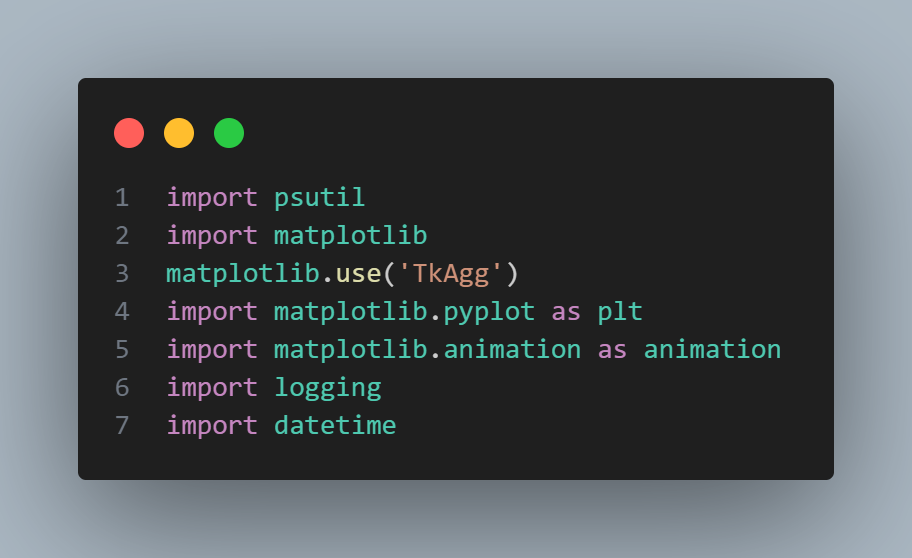 1 import psutil
2 import matplotlib
3 matplotlib.use('TkAgg')
4 import matplotlib.pyplot as plt
5 import matplotlib.animation as animation
6 import logging
7 import datetime